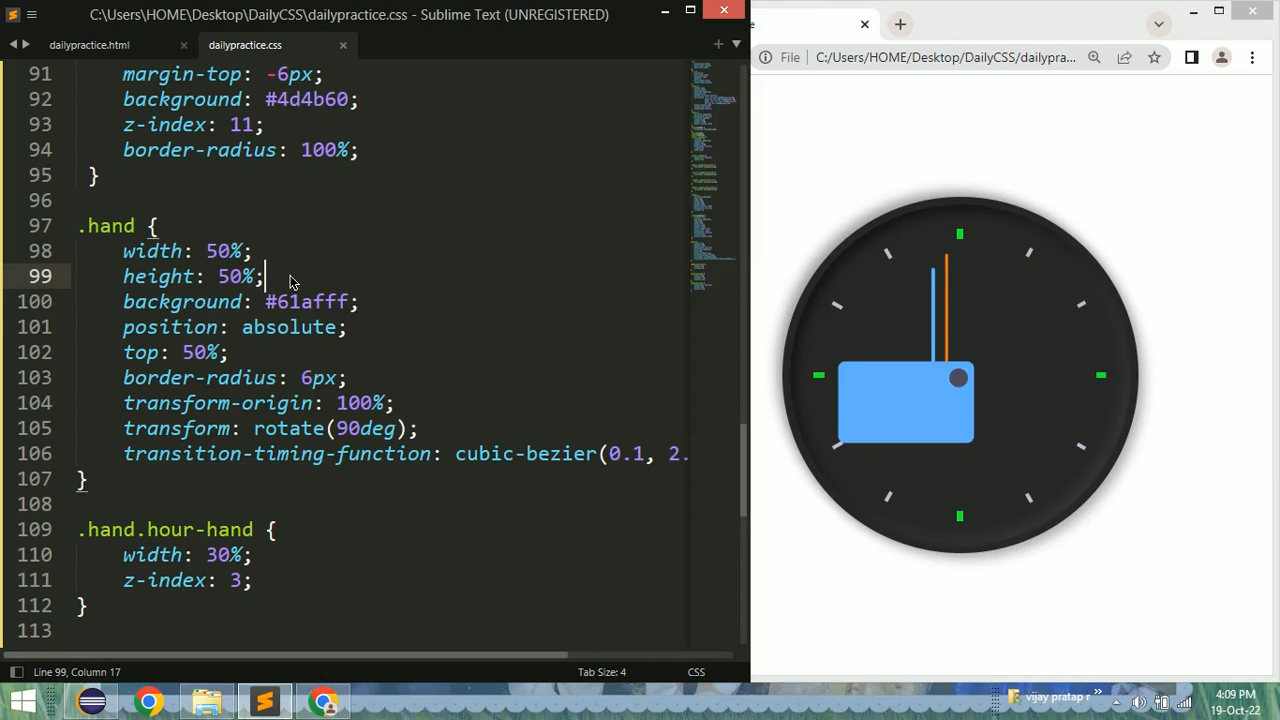 C:\Users\HOME\Desktop\DailyCSS\dailypractice.css - Sublime Text (UNREGISTERED)
dailypractice.html
dailypractice.css
File
C:/Users/HOME/Desktop/DailyCSS/dailypra...
91 margin-top: -6px;
92 background: #4d4b60;
93 z-index: 11;
94 border-radius: 100%;
95 }
96
97 .hand {
98 width: 50%;
99 height: 50%;
100 background: #61afff;
101 position: absolute;
102 top: 50%;
103 border-radius: 6px;
104 transform-origin: 100%;
105 transform: rotate(90deg);
106 transition-timing-function: cubic-bezier(0.1, 2.
107 }
108
109 .hand.hour-hand {
110 width: 30%;
111 z-index: 3;
112 }
113
Line 99, Column 17
Tab Size: 4
CSS
vijay pratap r
4:09 PM
19-Oct-22